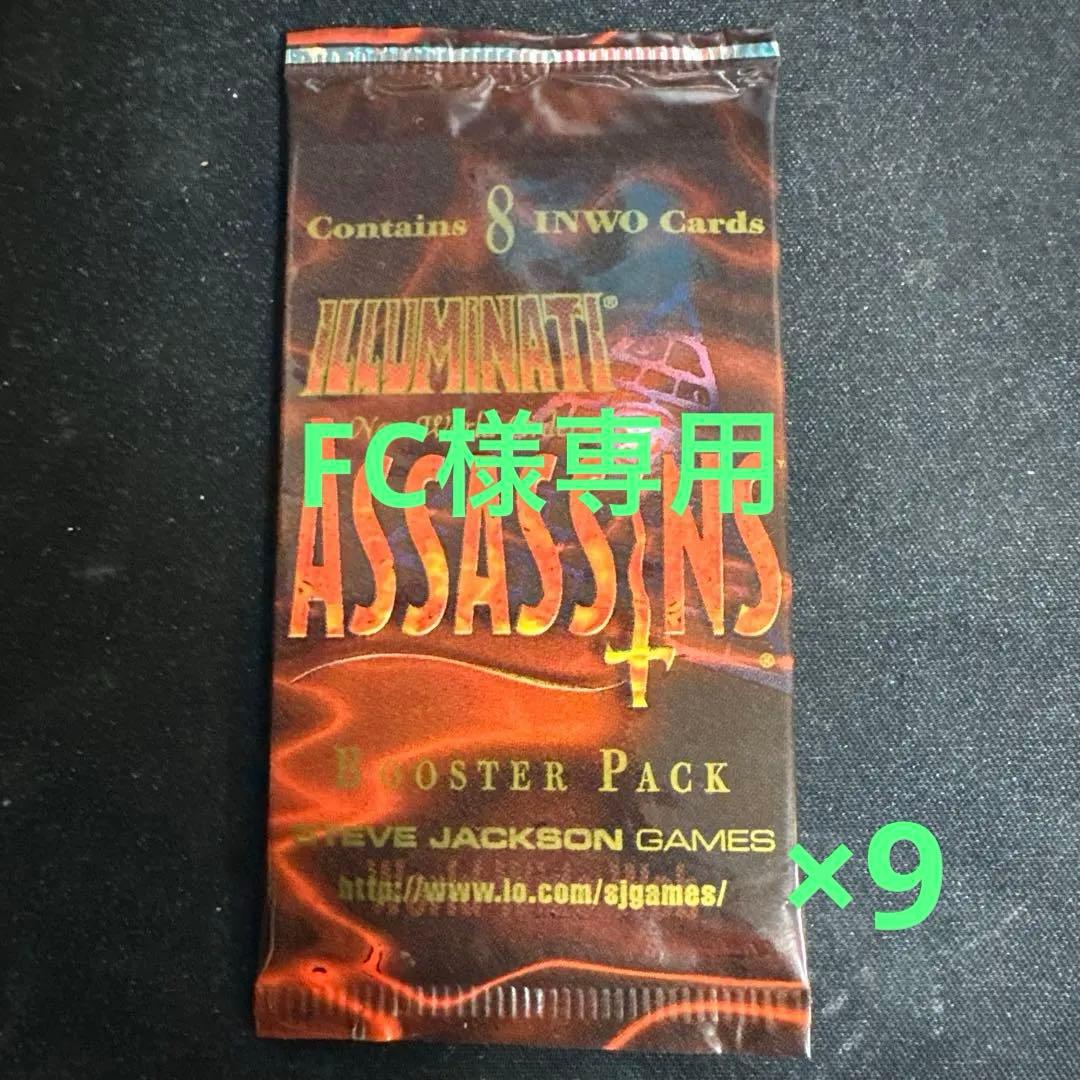 Contains 8 INWO Cards
ILLUMINATI®
FC様専用
ASSASSINS
®
BOOSTER PACK
STEVE JACKSON GAMES
http://www.io.com/sjgames/
×9